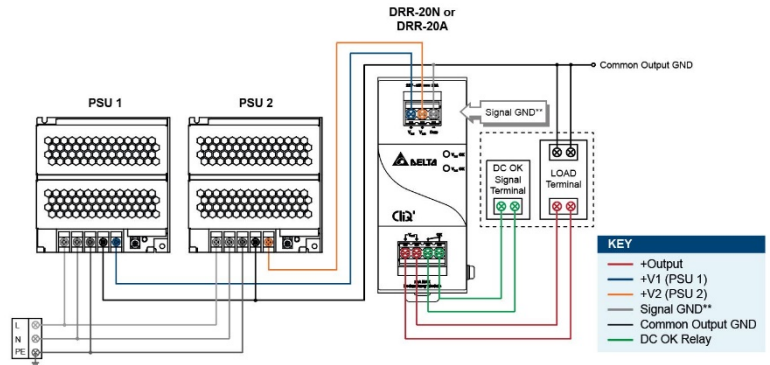 DRR-20N or
DRR-20A
Common Output GND
PSU 1
PSU 2
Signal GND**
DELTA
CliQ
DC OK
Signal
Terminal
LOAD
Terminal
L
N
PE
KEY
+Output
+V1 (PSU 1)
+V2 (PSU 2)
Signal GND**
Common Output GND
DC OK Relay